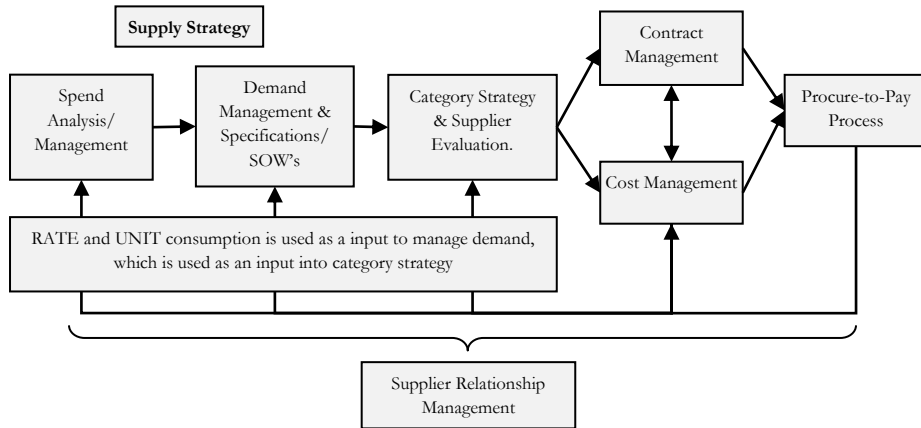 Supply Strategy
Spend
Analysis/
Management
Demand
Management &
Specifications/
SOW's
Category Strategy
& Supplier
Evaluation.
Contract
Management
Cost Management
Procure-to-Pay
Process
RATE and UNIT consumption is used as a input to manage demand,
which is used as an input into category strategy
Supplier Relationship
Management